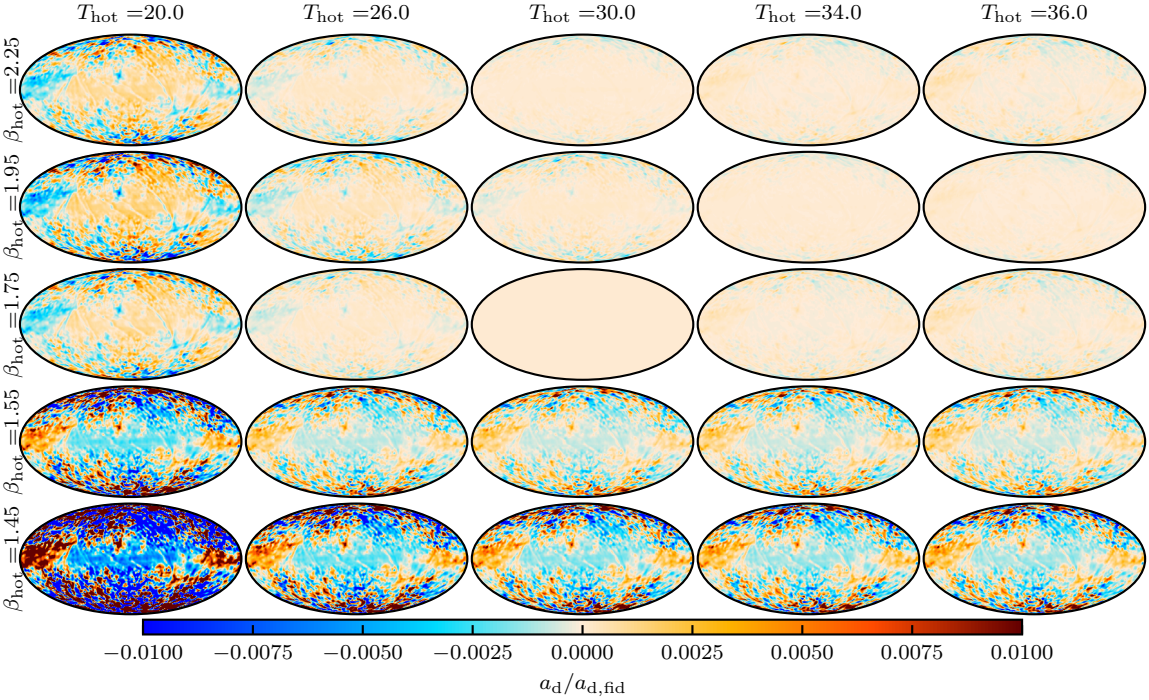 T_hot =20.0 T_hot =26.0 T_hot =30.0 T_hot =34.0 T_hot =36.0
β_hot =2.25
β_hot =1.95
β_hot =1.75
β_hot =1.55
β_hot =1.45
−0.0100 −0.0075 −0.0050 −0.0025 0.0000 0.0025 0.0050 0.0075 0.0100
a_d/a_d,fid